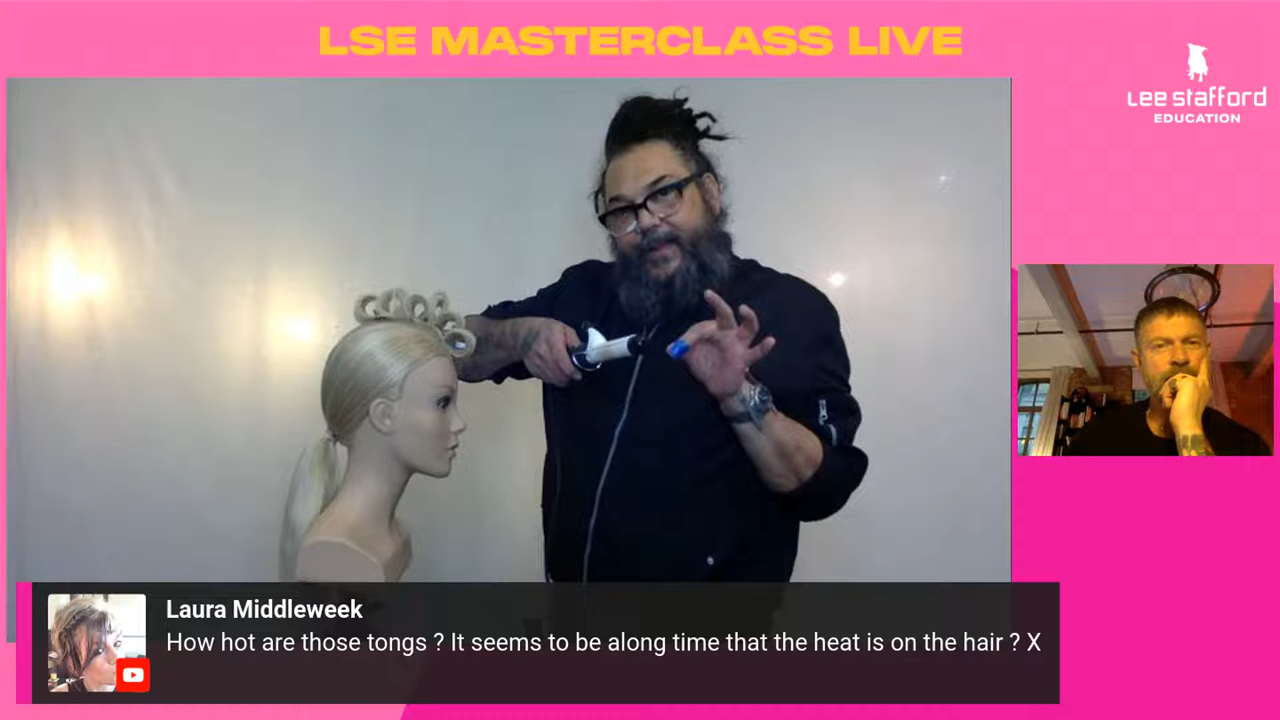 LSE MASTERCLASS LIVE
Lee Stafford
EDUCATION
Laura Middleweek
How hot are those tongs ? It seems to be along time that the heat is on the hair ? X